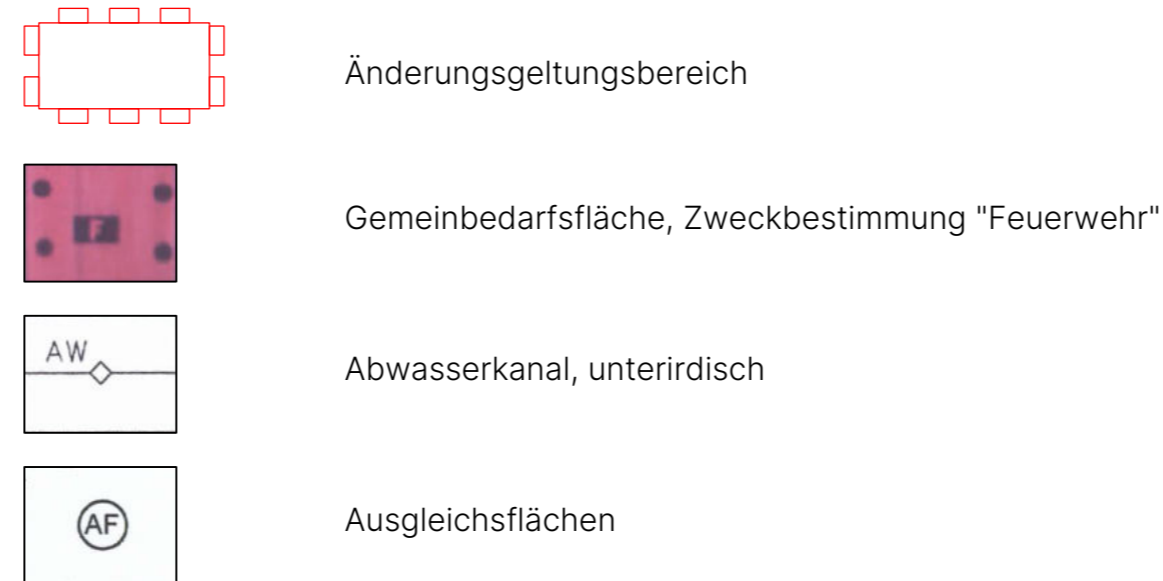 Änderungsgeltungsbereich
F
Gemeinbedarfsfläche, Zweckbestimmung "Feuerwehr"
AW
Abwasserkanal, unterirdisch
AF
Ausgleichsflächen